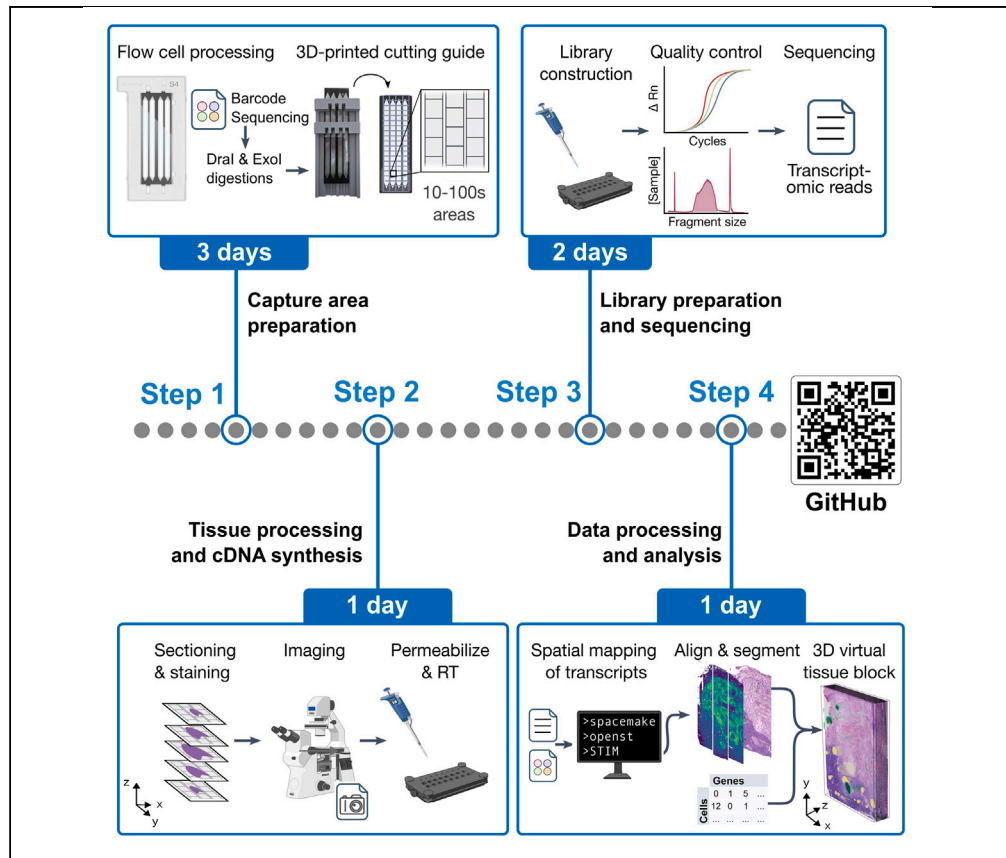 Flow cell processing
3D-printed cutting guide
S4
Barcode
Sequencing
DraI & ExoI
digestions
10-100s
areas
3 days
Capture area
preparation
Library
construction
Quality control
Sequencing
Δ Rn
Cycles
[Sample]
Fragment size
Transcript-
omic reads
2 days
Library preparation
and sequencing
Step 1
Step 2
Step 3
Step 4
GitHub
Tissue processing
and cDNA synthesis
1 day
Sectioning
& staining
Imaging
Permeabilize
& RT
z
x
y
Data processing
and analysis
1 day
Spatial mapping
of transcripts
Align & segment
3D virtual
tissue block
>spacemake
>openst
>STIM
Genes
Cells
0 1 5 ...
12 0 1 ...
... ... ... ...
y
z
x